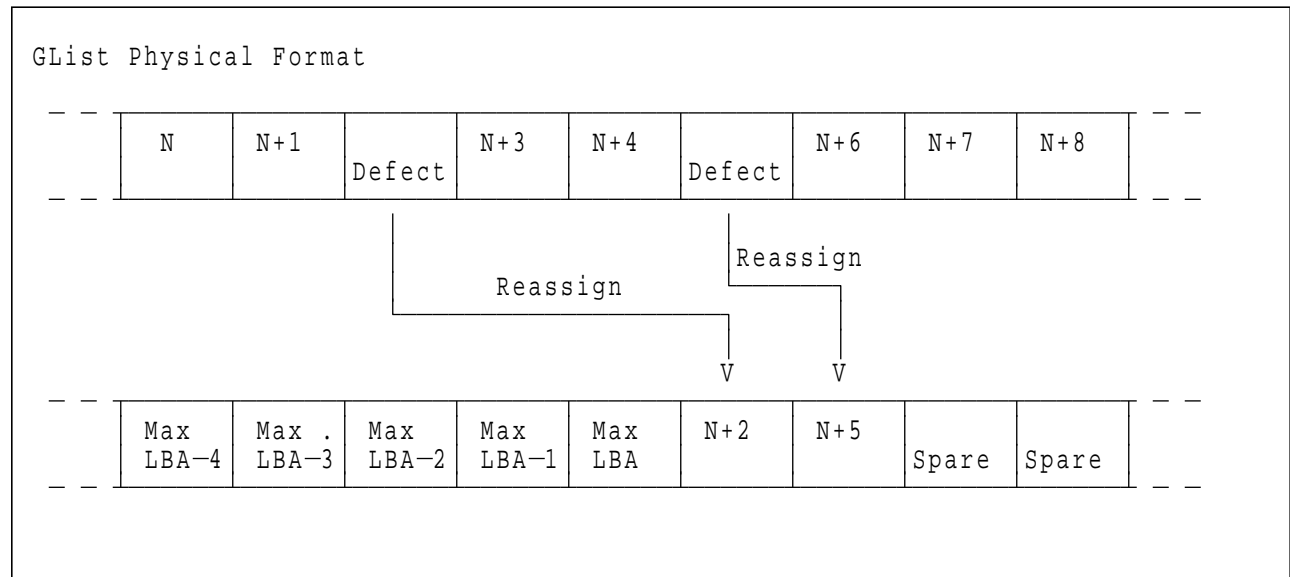 GList Physical Format
N N+1 N+3 N+4 N+6 N+7 N+8
Defect Defect
Reassign
Reassign
V V
Max Max . Max Max Max N+2 N+5
LBA—4 LBA—3 LBA—2 LBA—1 LBA Spare Spare